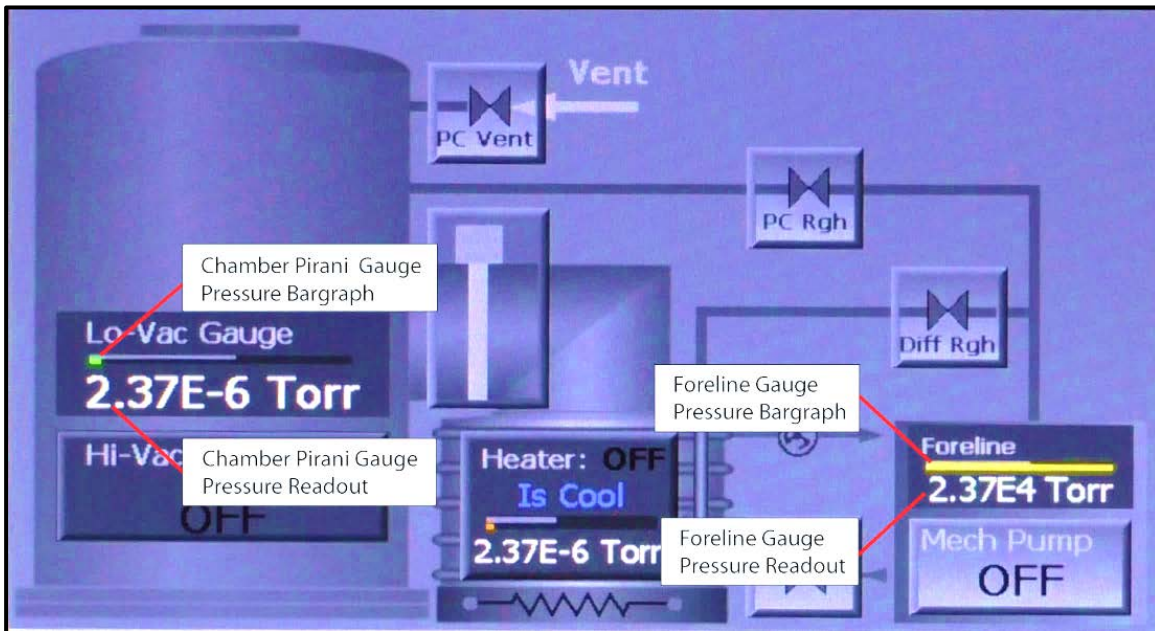 Vent
PC Vent
PC Rgh
Chamber Pirani Gauge
Pressure Bargraph
Diff Rgh
Lo-Vac Gauge
2.37E-6 Torr
Foreline Gauge
Pressure Bargraph
Foreline
2.37E4 Torr
Hi-Vac
OFF
Chamber Pirani Gauge
Pressure Readout
Heater: OFF
Is Cool
2.37E-6 Torr
Foreline Gauge
Pressure Readout
Mech Pump
OFF